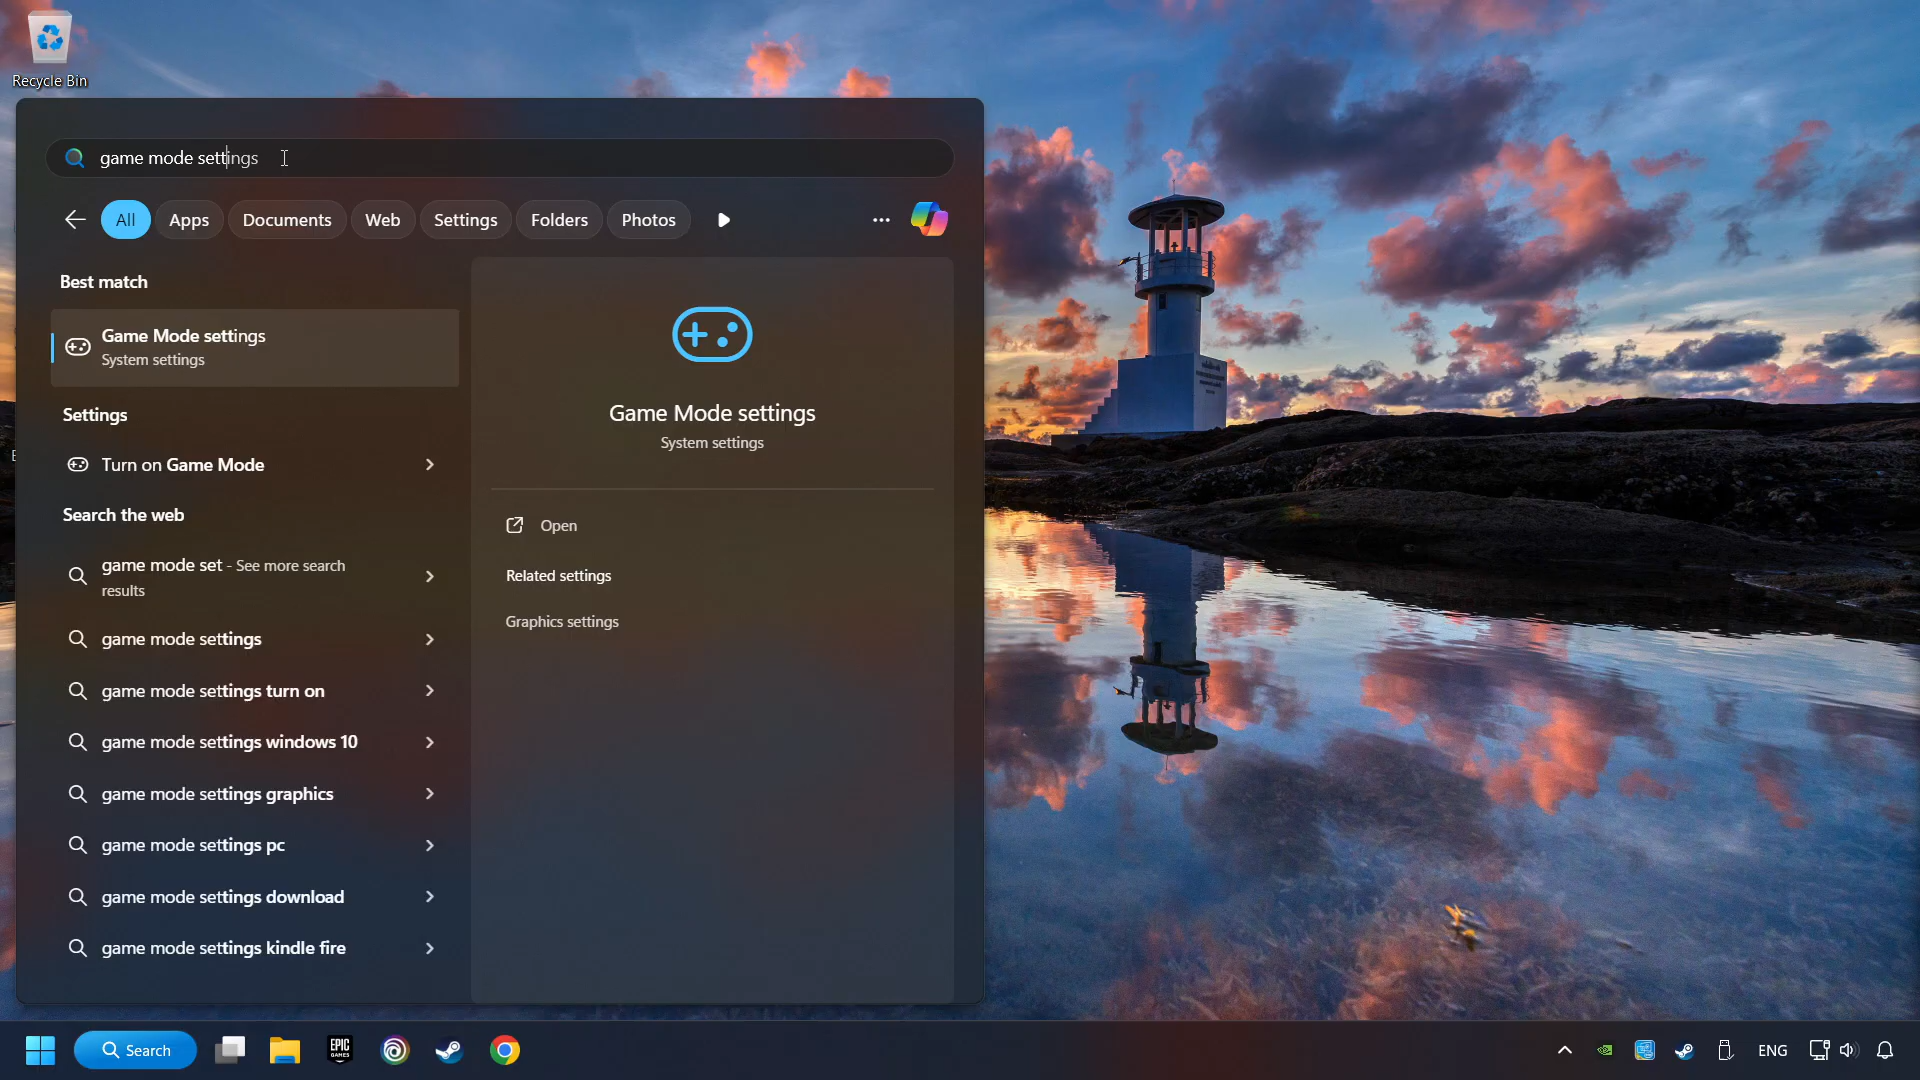 Recycle Bin
game mode settings
All
Apps
Documents
Web
Settings
Folders
Photos
Best match
Game Mode settings
System settings
Settings
Turn on Game Mode
Search the web
game mode set - See more search
results
game mode settings
game mode settings turn on
game mode settings windows 10
game mode settings graphics
game mode settings pc
game mode settings download
game mode settings kindle fire
Game Mode settings
System settings
Open
Related settings
Graphics settings
Search
EPIC
GAMES
ENG